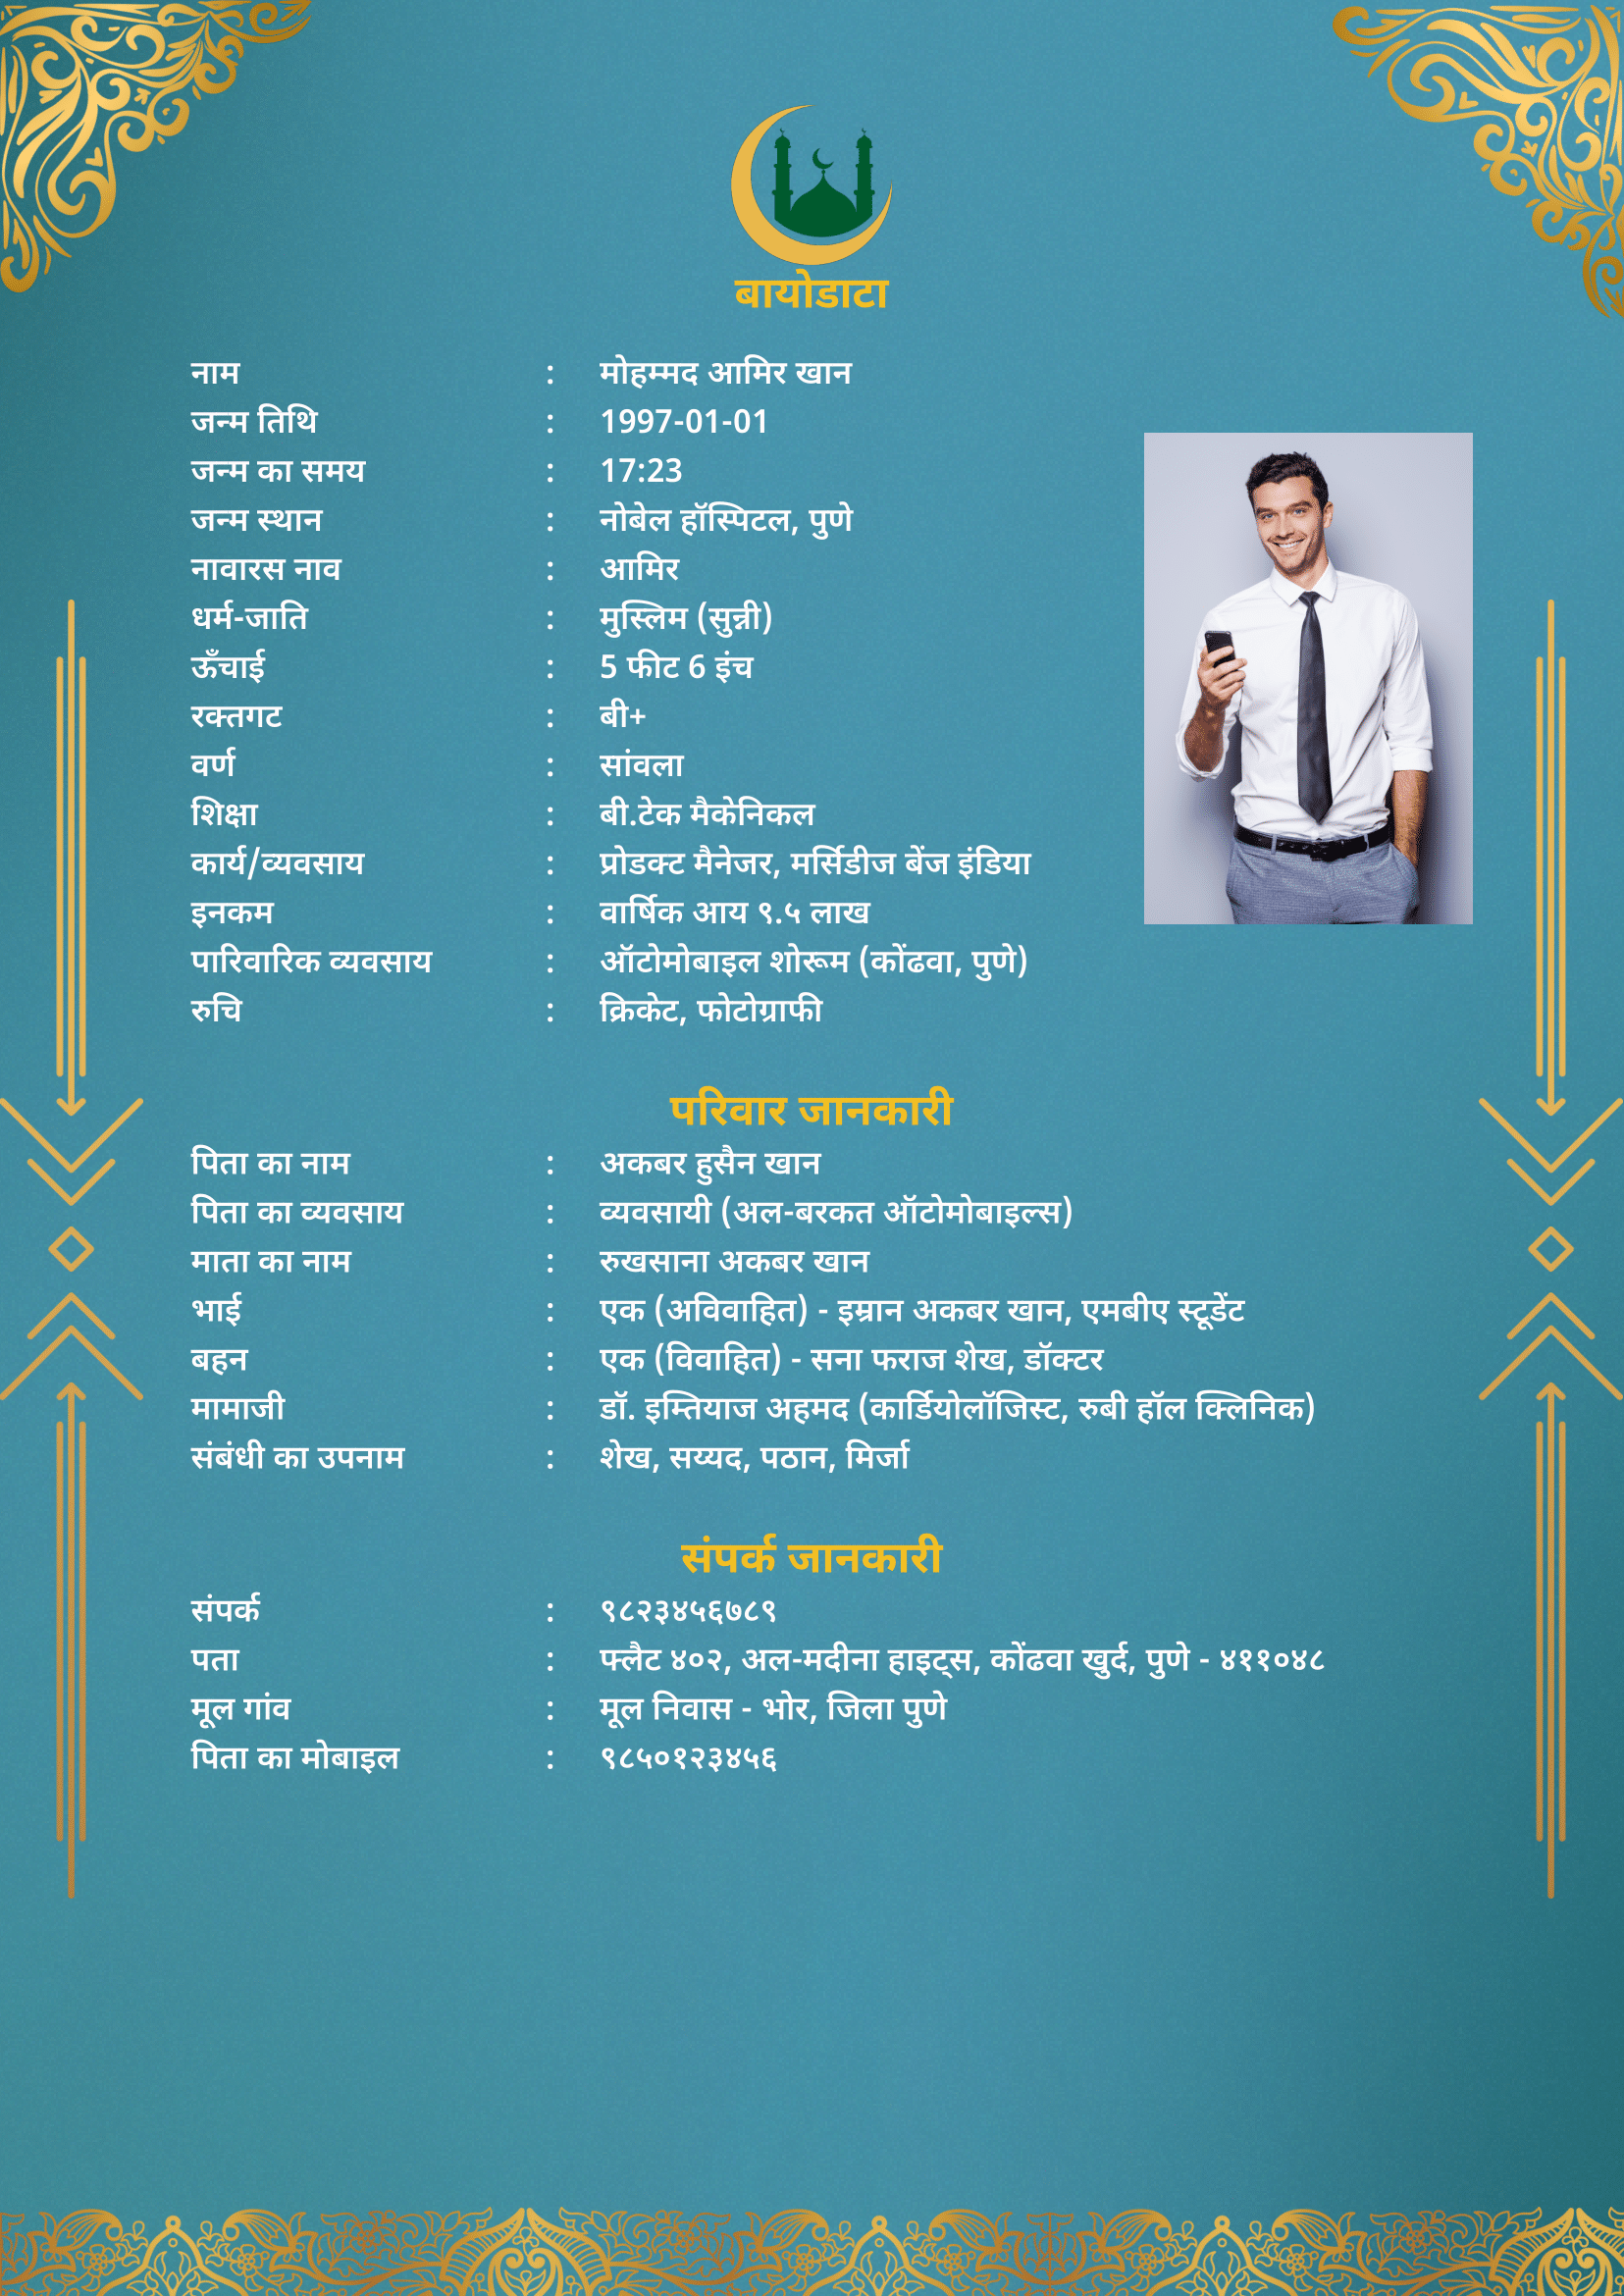 बायोडाटा
नाम : मोहम्मद आमिर खान
जन्म तिथि : 1997-01-01
जन्म का समय : 17:23
जन्म स्थान : नोबेल हॉस्पिटल, पुणे
नावारस नाव : आमिर
धर्म-जाति : मुस्लिम (सुन्नी)
ऊँचाई : 5 फीट 6 इंच
रक्तगट : बी+
वर्ण : सांवला
शिक्षा : बी.टेक मैकेनिकल
कार्य/व्यवसाय : प्रोडक्ट मैनेजर, मर्सिडीज बेंज इंडिया
इनकम : वार्षिक आय ९.५ लाख
पारिवारिक व्यवसाय : ऑटोमोबाइल शोरूम (कोंढवा, पुणे)
रुचि : क्रिकेट, फोटोग्राफी
परिवार जानकारी
पिता का नाम : अकबर हुसैन खान
पिता का व्यवसाय : व्यवसायी (अल-बरकत ऑटोमोबाइल्स)
माता का नाम : रुखसाना अकबर खान
भाई : एक (अविवाहित) - इम्रान अकबर खान, एमबीए स्टूडेंट
बहन : एक (विवाहित) - सना फराज शेख, डॉक्टर
मामाजी : डॉ. इम्तियाज अहमद (कार्डियोलॉजिस्ट, रुबी हॉल क्लिनिक)
संबंधी का उपनाम : शेख, सय्यद, पठान, मिर्जा
संपर्क जानकारी
संपर्क : ९८२३४५६७८९
पता : फ्लैट ४०२, अल-मदीना हाइट्स, कोंढवा खुर्द, पुणे - ४११०४८
मूल गांव : मूल निवास - भोर, जिला पुणे
पिता का मोबाइल : ९८५०१२३४५६